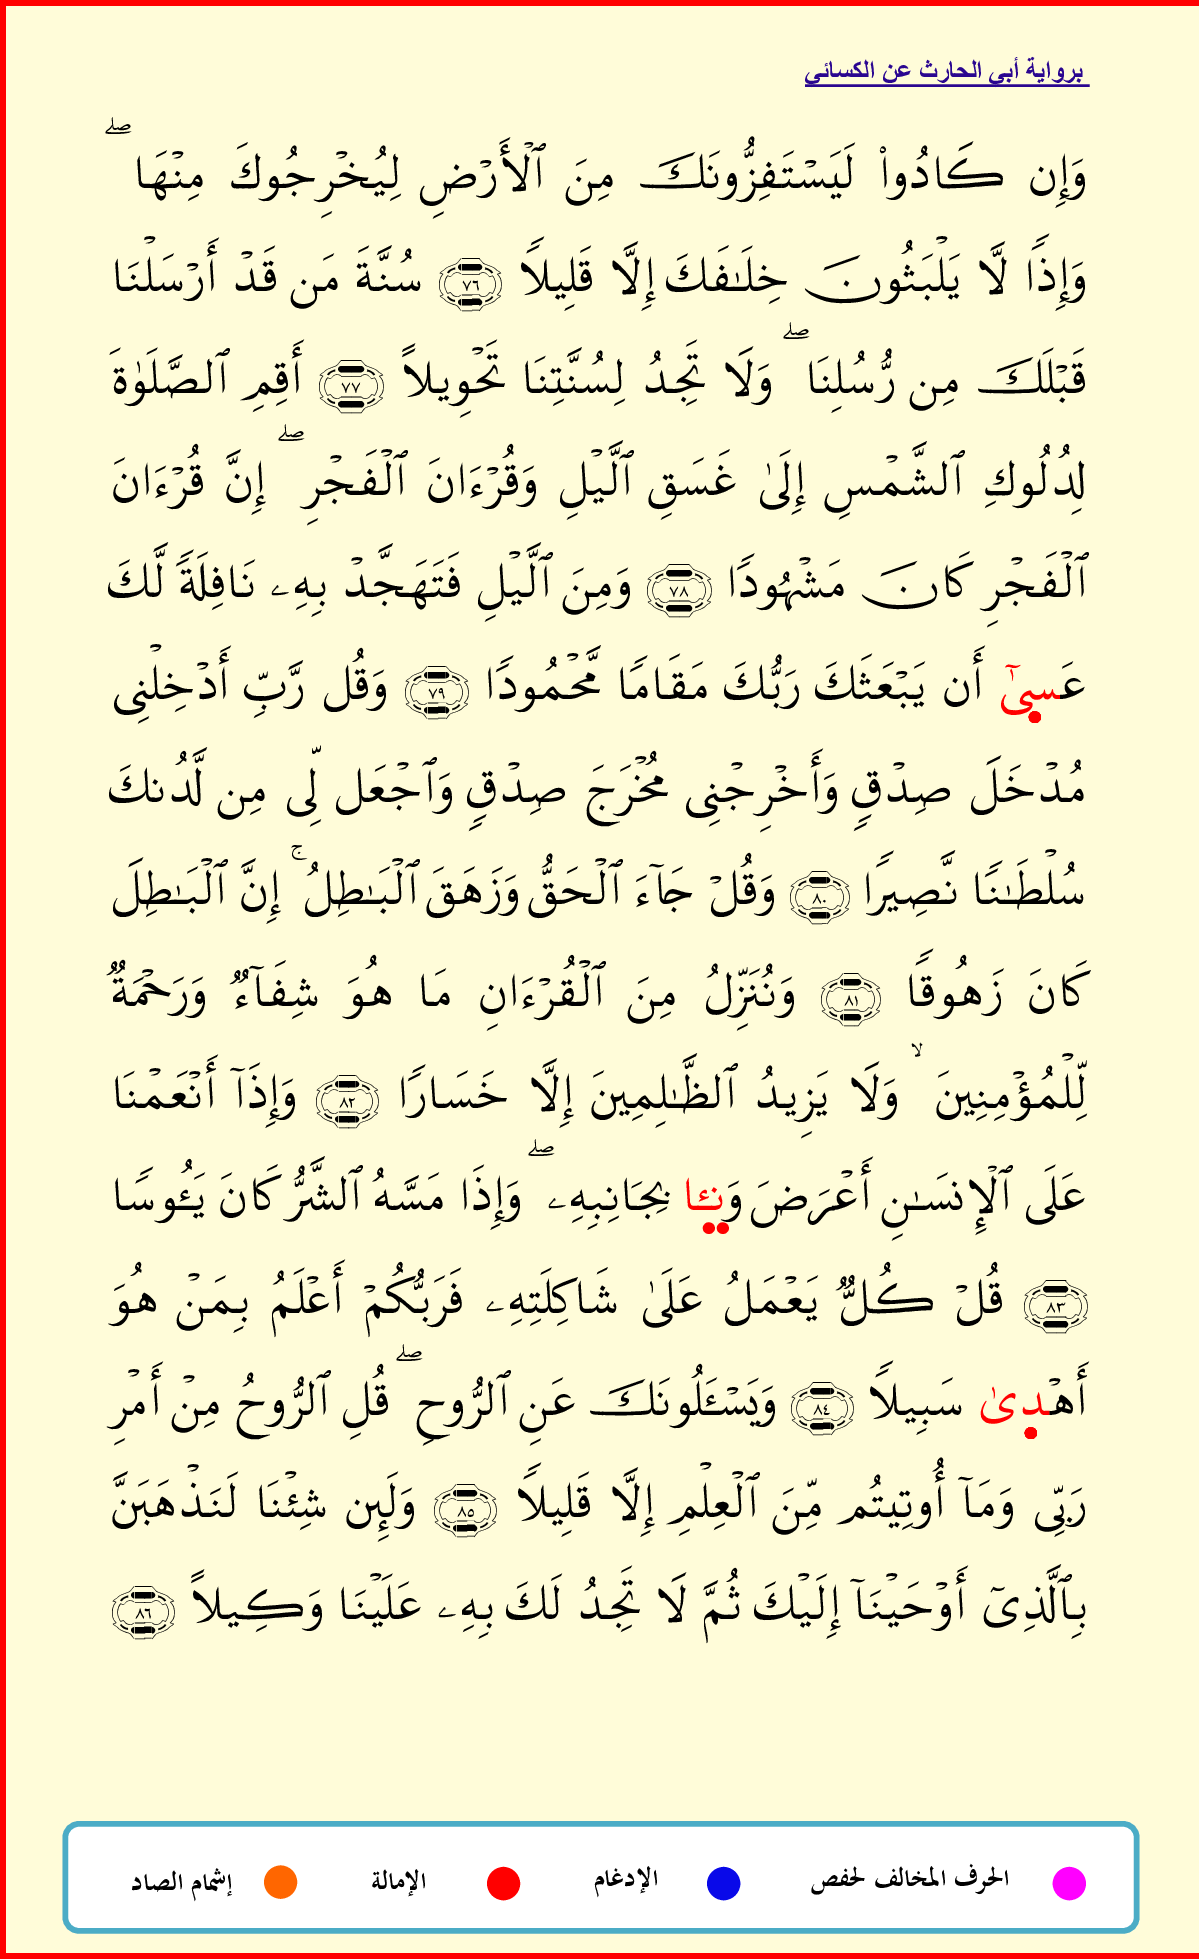 برواية أبي الحارث عن الكسائي
وَإِن كَادُوا۟ لَيَسْتَفِزُّونَكَ مِنَ ٱلْأَرْضِ لِيُخْرِجُوكَ مِنْهَا ۖ
وَإِذًا لَّا يَلْبَثُونَ خِلَـٰفَكَ إِلَّا قَلِيلًا ٧٦ سُنَّةَ مَن قَدْ أَرْسَلْنَا
قَبْلَكَ مِن رُّسُلِنَا ۖ وَلَا تَجِدُ لِسُنَّتِنَا تَحْوِيلًا ٧٧ أَقِمِ ٱلصَّلَوٰةَ
لِدُلُوكِ ٱلشَّمْسِ إِلَىٰ غَسَقِ ٱلَّيْلِ وَقُرْءَانَ ٱلْفَجْرِ ۖ إِنَّ قُرْءَانَ
ٱلْفَجْرِ كَانَ مَشْهُودًا ٧٨ وَمِنَ ٱلَّيْلِ فَتَهَجَّدْ بِهِۦ نَافِلَةً لَّكَ
عَسِىٰٓ أَن يَبْعَثَكَ رَبُّكَ مَقَامًا مَّحْمُودًا ٧٩ وَقُل رَّبِّ أَدْخِلْنِى
مُدْخَلَ صِدْقٍ وَأَخْرِجْنِى مُخْرَجَ صِدْقٍ وَٱجْعَل لِّى مِن لَّدُنكَ
سُلْطَـٰنًا نَّصِيرًا ٨٠ وَقُلْ جَآءَ ٱلْحَقُّ وَزَهَقَ ٱلْبَـٰطِلُ ۚ إِنَّ ٱلْبَـٰطِلَ
كَانَ زَهُوقًا ٨١ وَنُنَزِّلُ مِنَ ٱلْقُرْءَانِ مَا هُوَ شِفَآءٌ وَرَحْمَةٌ
لِّلْمُؤْمِنِينَ ۙ وَلَا يَزِيدُ ٱلظَّـٰلِمِينَ إِلَّا خَسَارًا ٨٢ وَإِذَآ أَنْعَمْنَا
عَلَى ٱلْإِنسَـٰنِ أَعْرَضَ وَنِـِٔا بِجَانِبِهِۦ ۖ وَإِذَا مَسَّهُ ٱلشَّرُّ كَانَ يَـُٔوسًا
٨٣ قُلْ كُلٌّ يَعْمَلُ عَلَىٰ شَاكِلَتِهِۦ فَرَبُّكُمْ أَعْلَمُ بِمَنْ هُوَ
أَهْدِىٰ سَبِيلًا ٨٤ وَيَسْـَٔلُونَكَ عَنِ ٱلرُّوحِ ۖ قُلِ ٱلرُّوحُ مِنْ أَمْرِ
رَبِّى وَمَآ أُوتِيتُم مِّنَ ٱلْعِلْمِ إِلَّا قَلِيلًا ٨٥ وَلَئِن شِئْنَا لَنَذْهَبَنَّ
بِٱلَّذِىٓ أَوْحَيْنَآ إِلَيْكَ ثُمَّ لَا تَجِدُ لَكَ بِهِۦ عَلَيْنَا وَكِيلًا ٨٦
الحرف المخالف لحفص الإدغام الإمالة إشمام الصاد